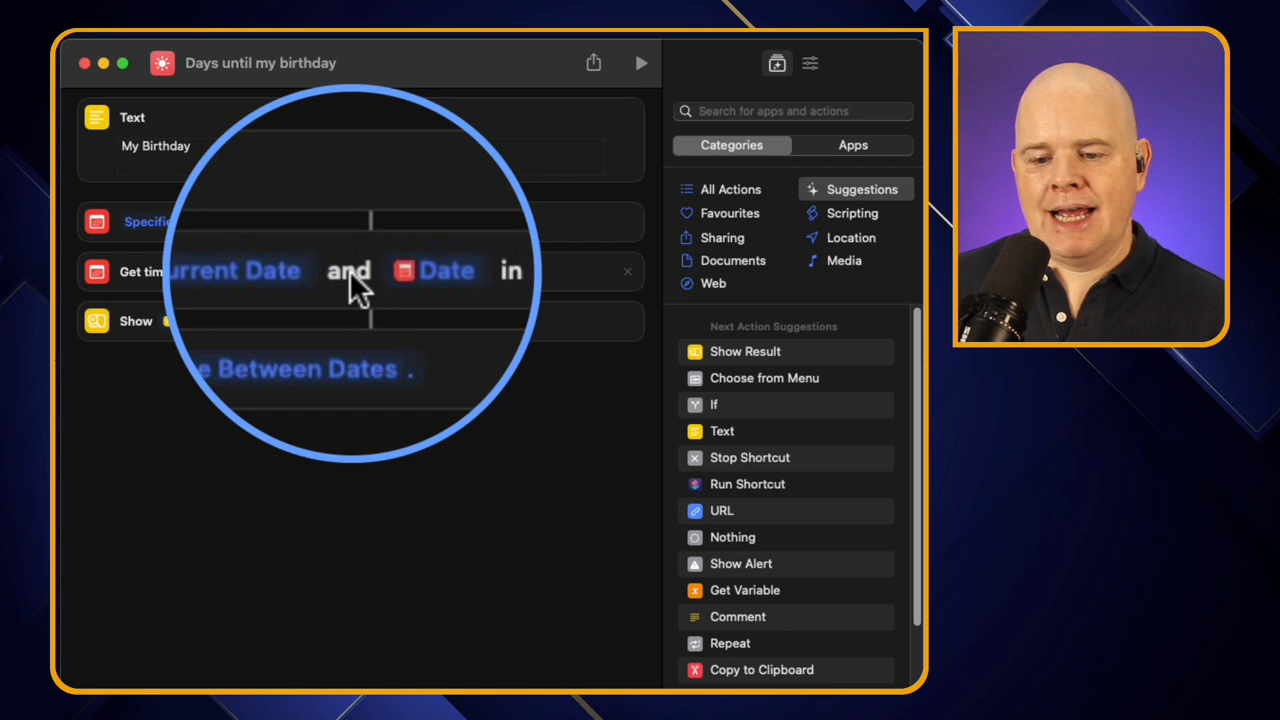 Days until my birthday
Text
My Birthday
Specific
Get tim
urrent Date and Date in
Show
e Between Dates .
Search for apps and actions
Categories Apps
All Actions Suggestions
Favourites Scripting
Sharing Location
Documents Media
Web
Next Action Suggestions
Show Result
Choose from Menu
If
Text
Stop Shortcut
Run Shortcut
URL
Nothing
Show Alert
Get Variable
Comment
Repeat
Copy to Clipboard